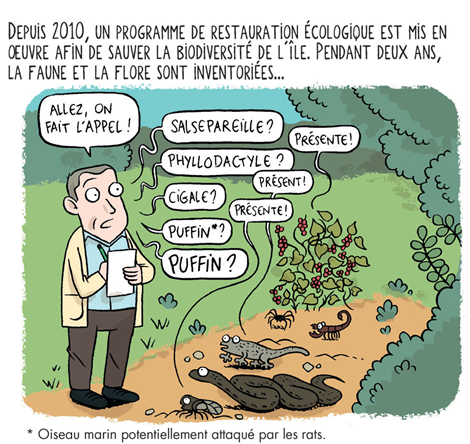 DEPUIS 2010, UN PROGRAMME DE RESTAURATION ÉCOLOGIQUE EST MIS EN
ŒUVRE AFIN DE SAUVER LA BIODIVERSITÉ DE L'ÎLE. PENDANT DEUX ANS,
LA FAUNE ET LA FLORE SONT INVENTORIÉES...
ALLEZ, ON
FAIT L'APPEL !
SALSEPAREILLE ?
PRÉSENTE !
PHYLLODACTYLE ?
PRÉSENT !
CIGALE ?
PRÉSENTE !
PUFFIN* ?
PUFFIN ?
* Oiseau marin potentiellement attaqué par les rats.